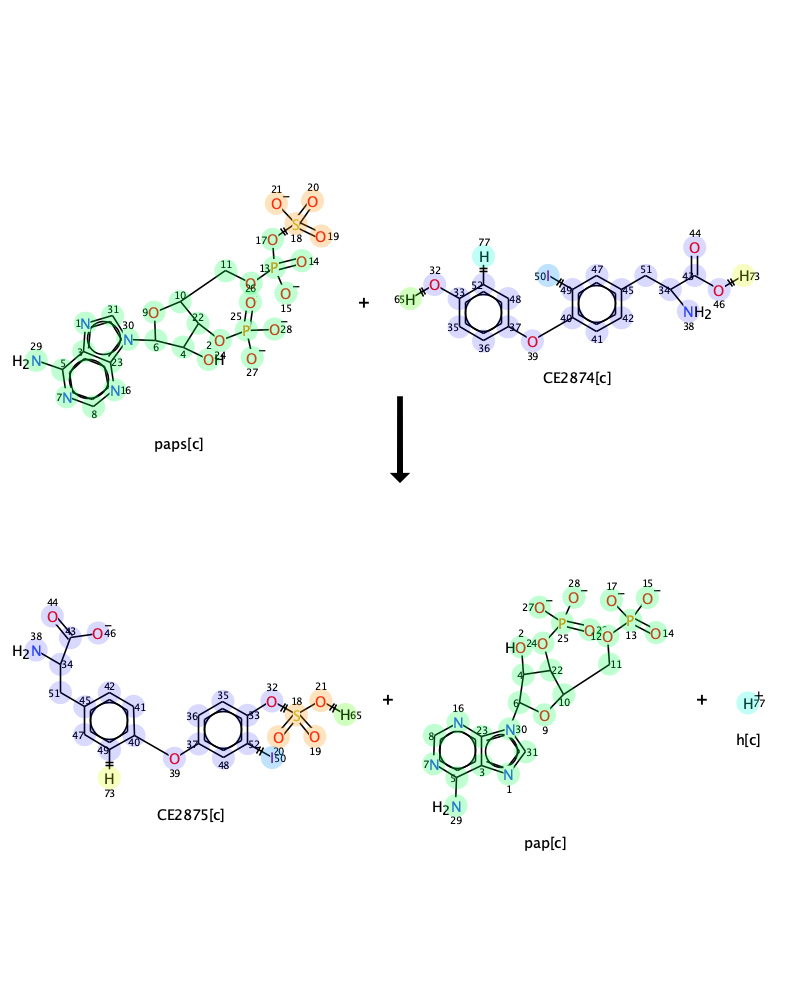 21 20
O− O
17 18
O S O 19
11 13 P O 14
O−
15
10
9 O
26 O
25 P O− 28
O
27
22
31
1 N
30 N
6 4
2
OH
24
29
H2N
5
3
23
7 N
N 16
8
paps[c]
+
77
H
32
O
65 H
33
52
48
35
36
37
O
39
50 I
49
47
40
41
42
45
51
34
43
44
O
O
46
H 73
NH2
38
CE2874[c]
44
O
38
H2N
43
O− 46
34
51
45
42
41
47
40
49
H
73
O
39
35
36
33
37
48
52
I 50
32
O
18
S
21
O
H 65
O
20
O
19
CE2875[c]
+
28
O−
27 O−
25
P
O
24 O
2
HO
17
O−
15
O−
P
13
O 14
12 O
11
4
22
10
6
O
9
16
N
23
N 30
8
7 N
31
3
5
N
1
H2N
29
pap[c]
+
H+
77
h[c]